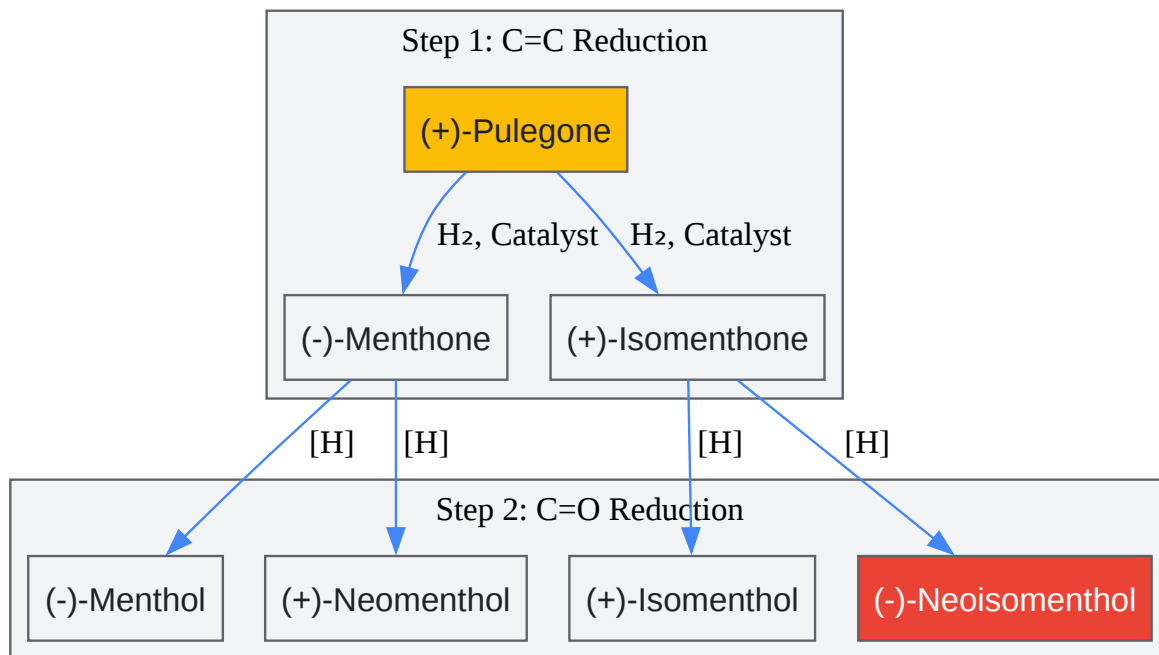 Step 1: C=C Reduction
(+)-Pulegone
H₂, Catalyst
H₂, Catalyst
(-)-Menthone
(+)-Isomenthone
[H]
[H]
[H]
[H]
Step 2: C=O Reduction
(-)-Menthol
(+)-Neomenthol
(+)-Isomenthol
(-)-Neoisomenthol